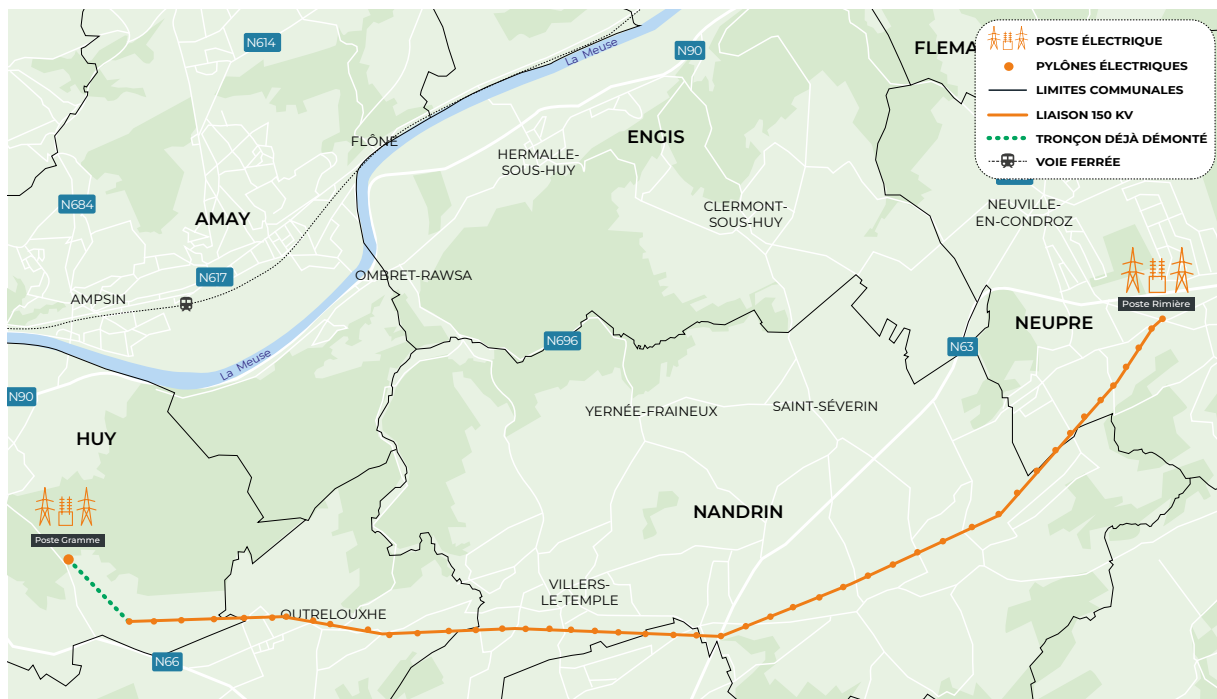 N614
La Meuse
N90
FLEMA
POSTE ÉLECTRIQUE
PYLÔNES ÉLECTRIQUES
LIMITES COMMUNALES
LIAISON 150 KV
TRONÇON DÉJÀ DÉMONTÉ
VOIE FERRÉE
FLÔNE
ENGIS
HERMALLE-
SOUS-HUY
N684
AMAY
CLERMONT-
SOUS-HUY
NEUVILLE-
EN-CONDROZ
N617
OMBRET-RAWSA
AMPSIN
Poste Rimière
NEUPRE
La Meuse
N696
N63
N90
YERNÉE-FRAINEUX
SAINT-SÉVERIN
HUY
NANDRIN
Poste Gramme
VILLERS-
LE-TEMPLE
OUTRELOUXHE
N66